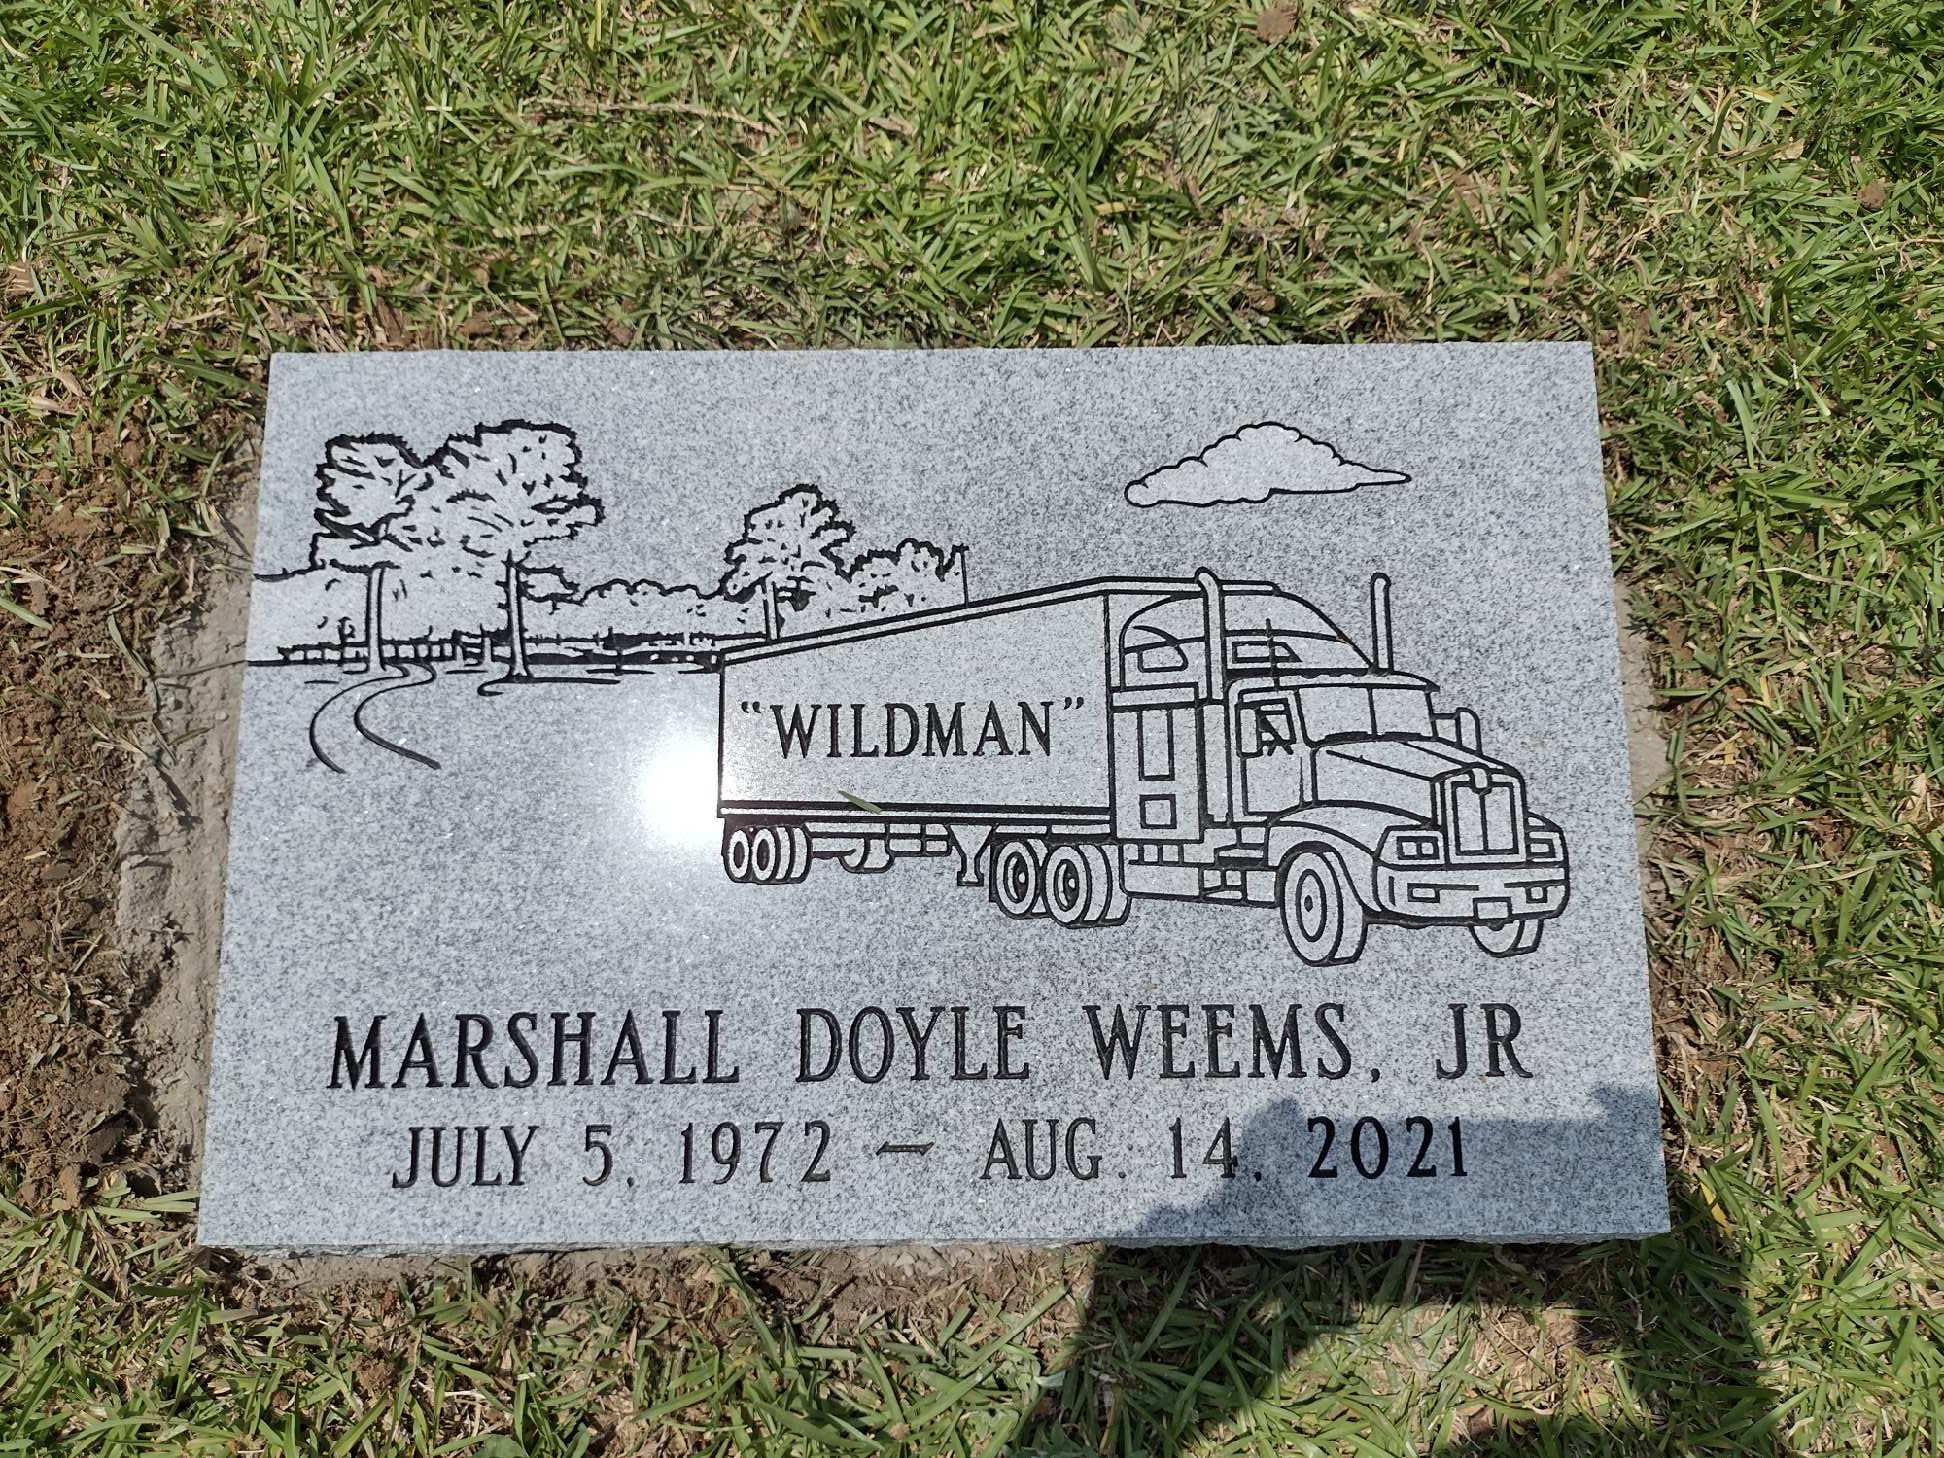 "WILDMAN"
MARSHALL DOYLE WEEMS, JR
JULY 5, 1972 – AUG. 14, 2021